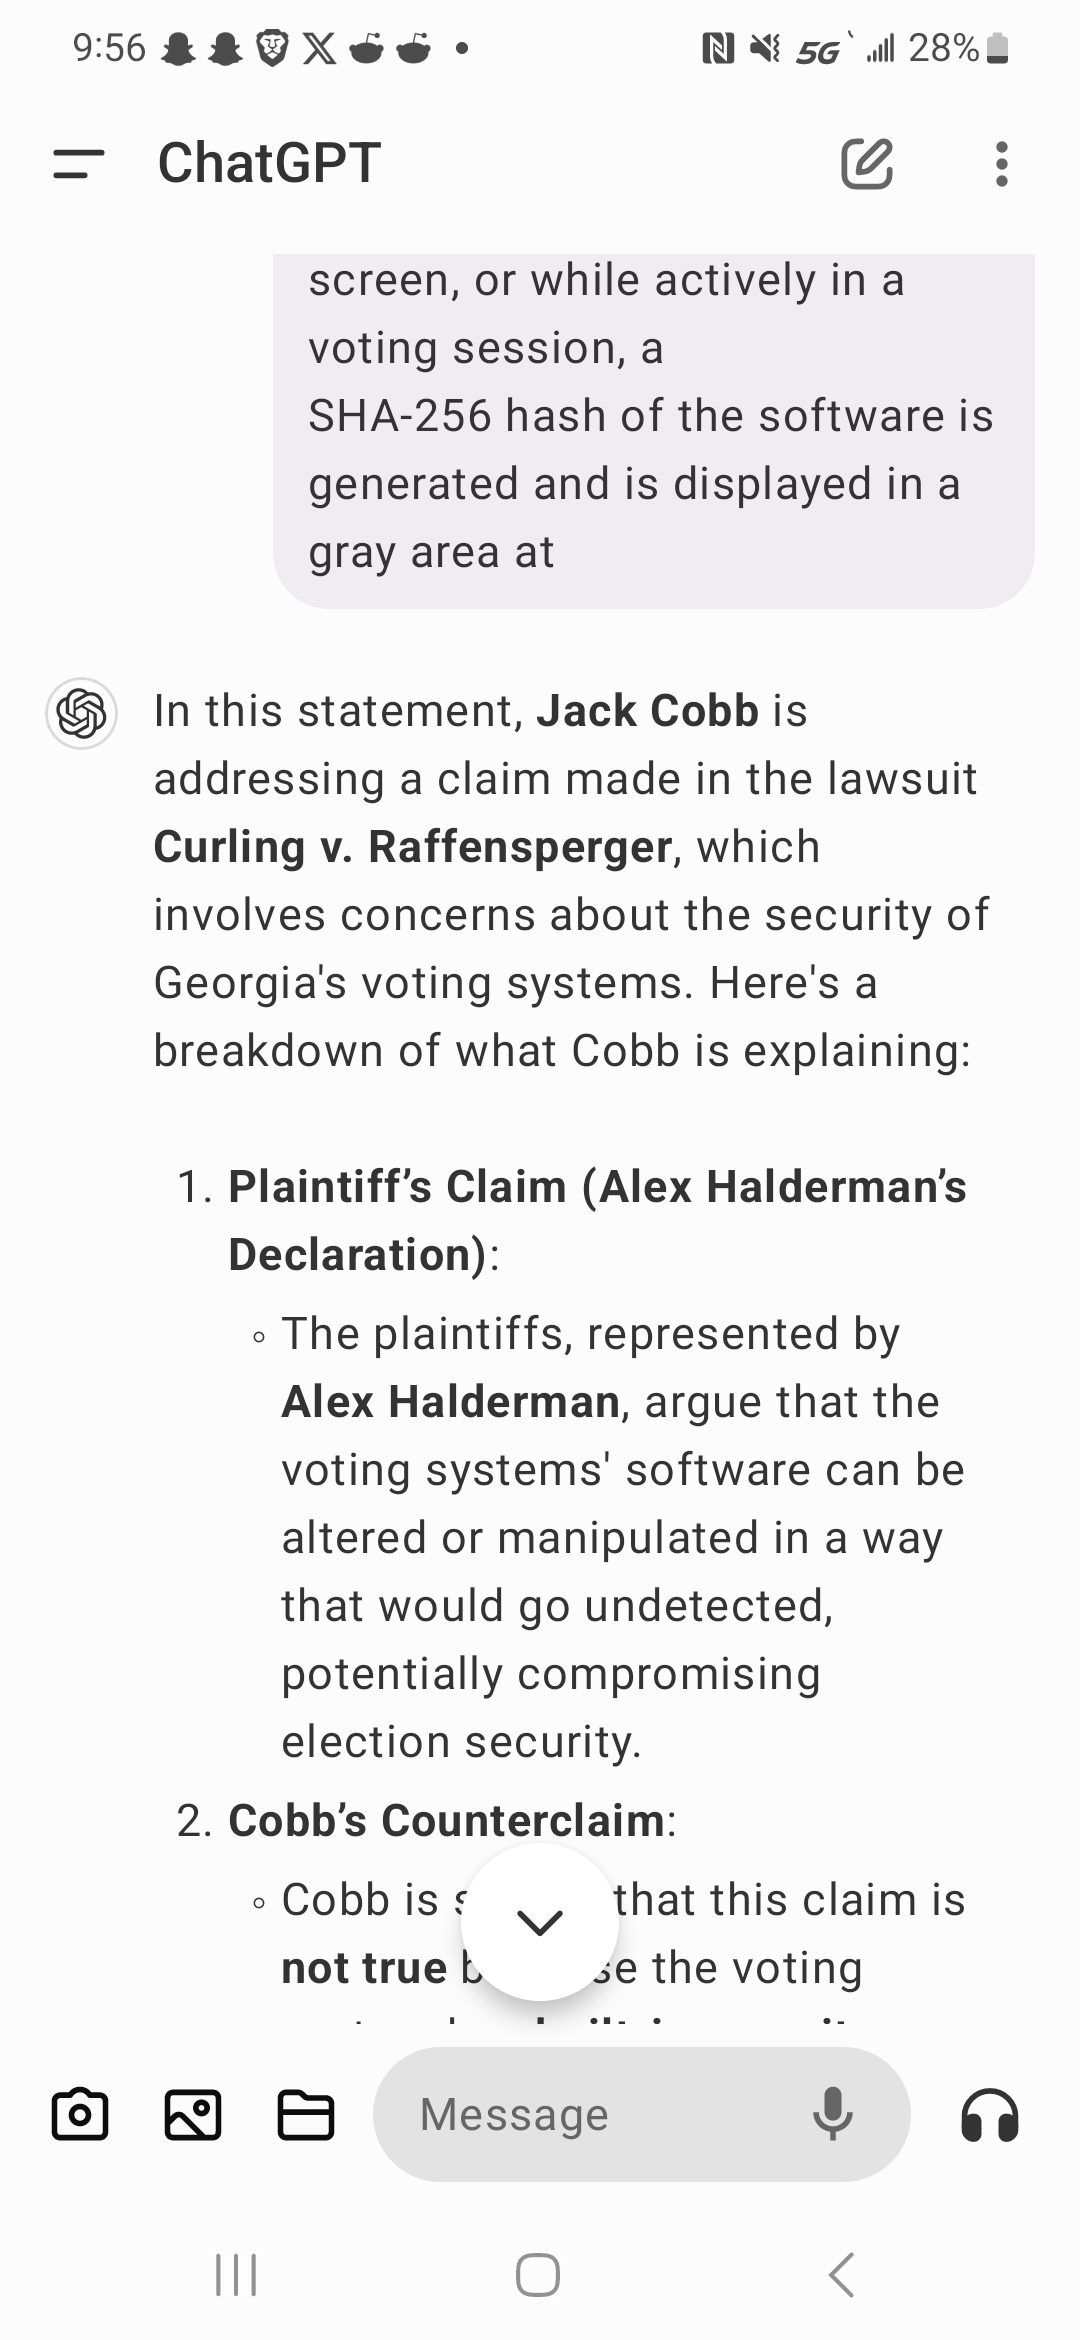 9:56 5G 28%
ChatGPT
screen, or while actively in a
voting session, a
SHA-256 hash of the software is
generated and is displayed in a
gray area at
In this statement, Jack Cobb is
addressing a claim made in the lawsuit
Curling v. Raffensperger, which
involves concerns about the security of
Georgia's voting systems. Here's a
breakdown of what Cobb is explaining:
1. Plaintiff’s Claim (Alex Halderman’s
Declaration):
◦ The plaintiffs, represented by
Alex Halderman, argue that the
voting systems' software can be
altered or manipulated in a way
that would go undetected,
potentially compromising
election security.
2. Cobb’s Counterclaim:
◦ Cobb is that this claim is
not true the voting
Message